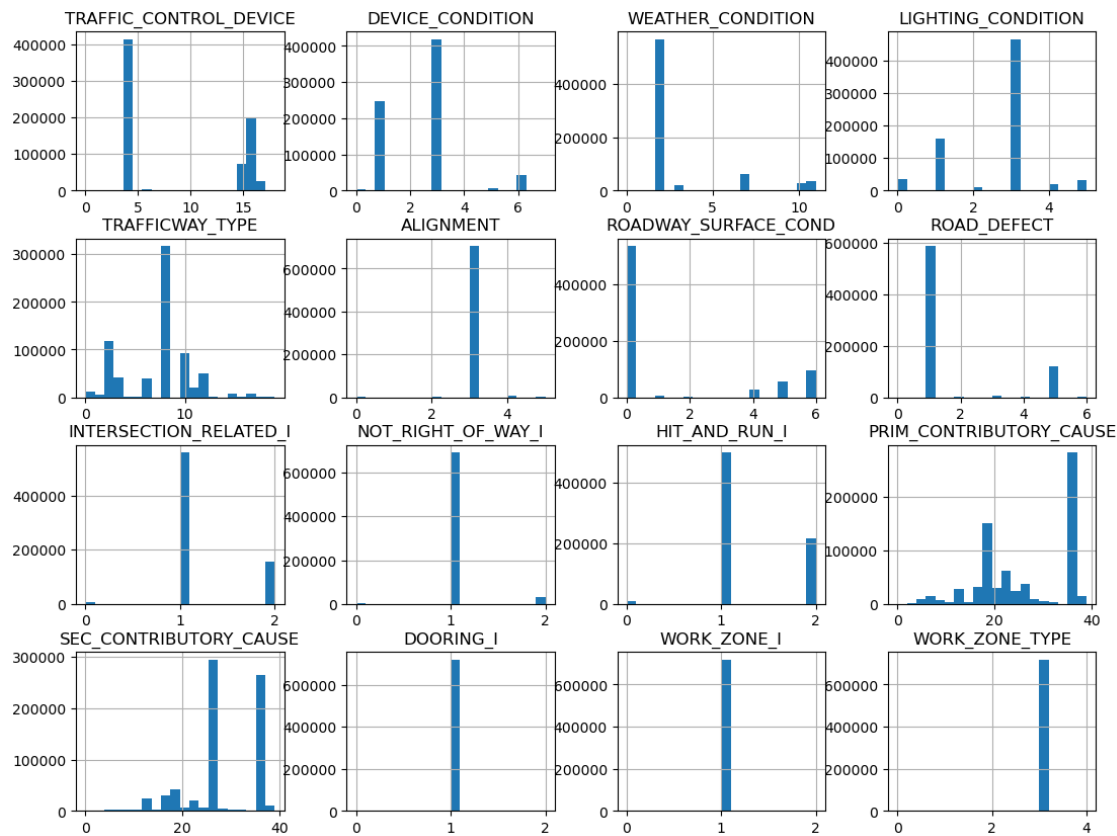 TRAFFIC_CONTROL_DEVICE DEVICE_CONDITION WEATHER_CONDITION LIGHTING_CONDITION
400000 400000 400000 400000
300000 300000 300000
200000 200000 200000 200000
100000 100000 100000
0 0 0 0
0 5 10 15 0 2 4 6 0 5 10 0 2 4
TRAFFICWAY_TYPE ALIGNMENT ROADWAY_SURFACE_COND ROAD_DEFECT
300000 600000 400000 600000
200000 400000 200000 400000
100000 200000 200000
0 0 0 0
0 10 0 2 4 0 2 4 6 0 2 4 6
INTERSECTION_RELATED_I NOT_RIGHT_OF_WAY_I HIT_AND_RUN_I PRIM_CONTRIBUTORY_CAUSE
400000 600000 400000 200000
200000 400000 200000 100000
200000
0 0 0 0
0 1 2 0 1 2 0 1 2 0 20 40
SEC_CONTRIBUTORY_CAUSE DOORING_I WORK_ZONE_I WORK_ZONE_TYPE
300000 600000 600000 600000
200000 400000 400000 400000
100000 200000 200000 200000
0 0 0 0
0 20 40 0 1 2 0 1 2 0 2 4